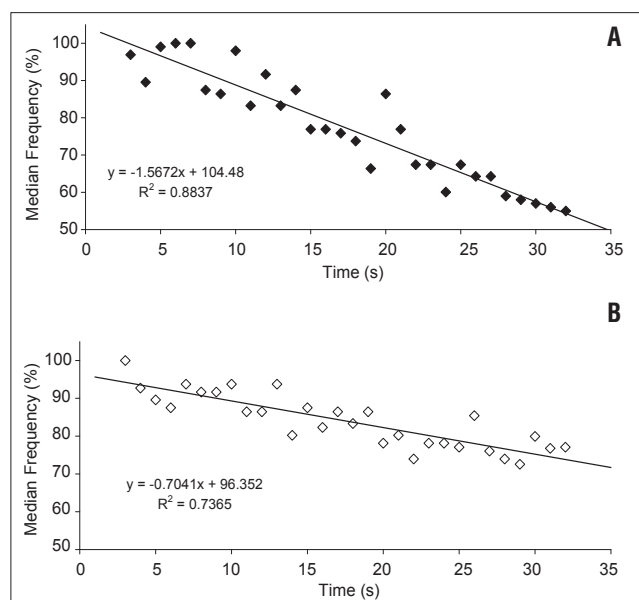 A
Median Frequency (%)
100
90
80
70
60
50
y = -1.5672x + 104.48
R² = 0.8837
0 5 10 15 20 25 30 35
Time (s)
B
Median Frequency (%)
100
90
80
70
60
50
y = -0.7041x + 96.352
R² = 0.7365
0 5 10 15 20 25 30 35
Time (s)